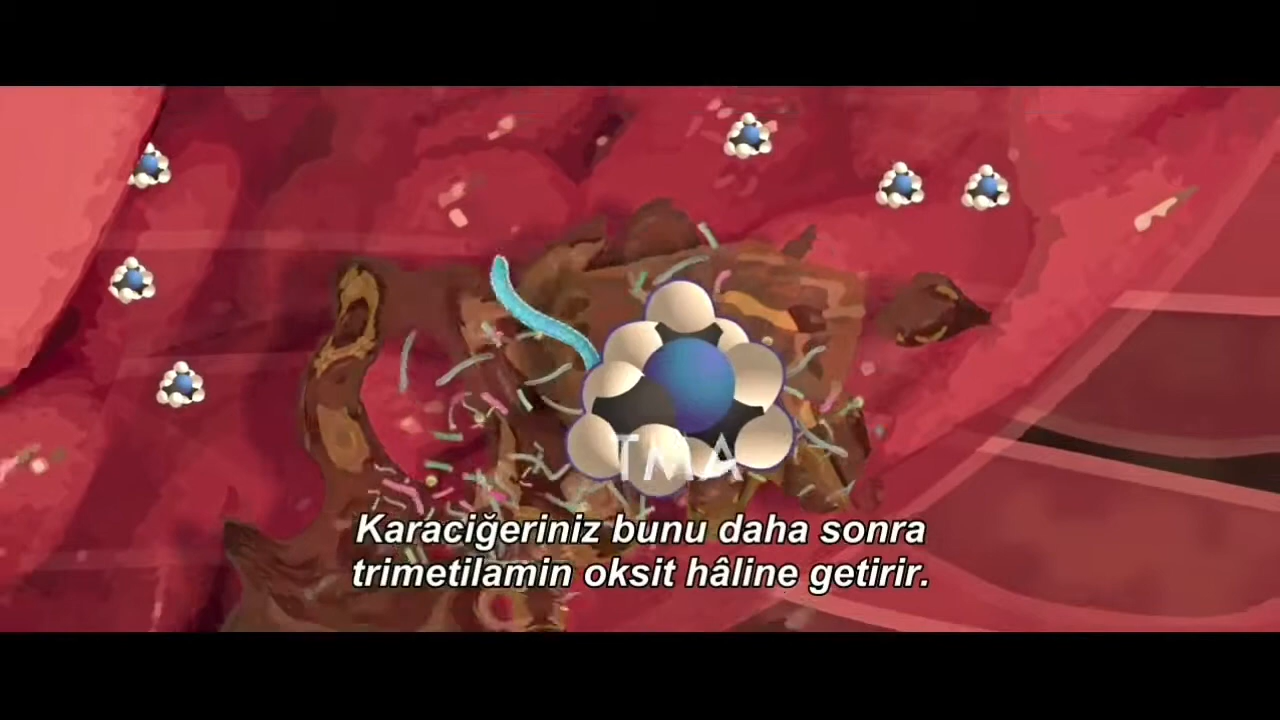 TMA
Karaciğeriniz bunu daha sonra
trimetilamin oksit hâline getirir.